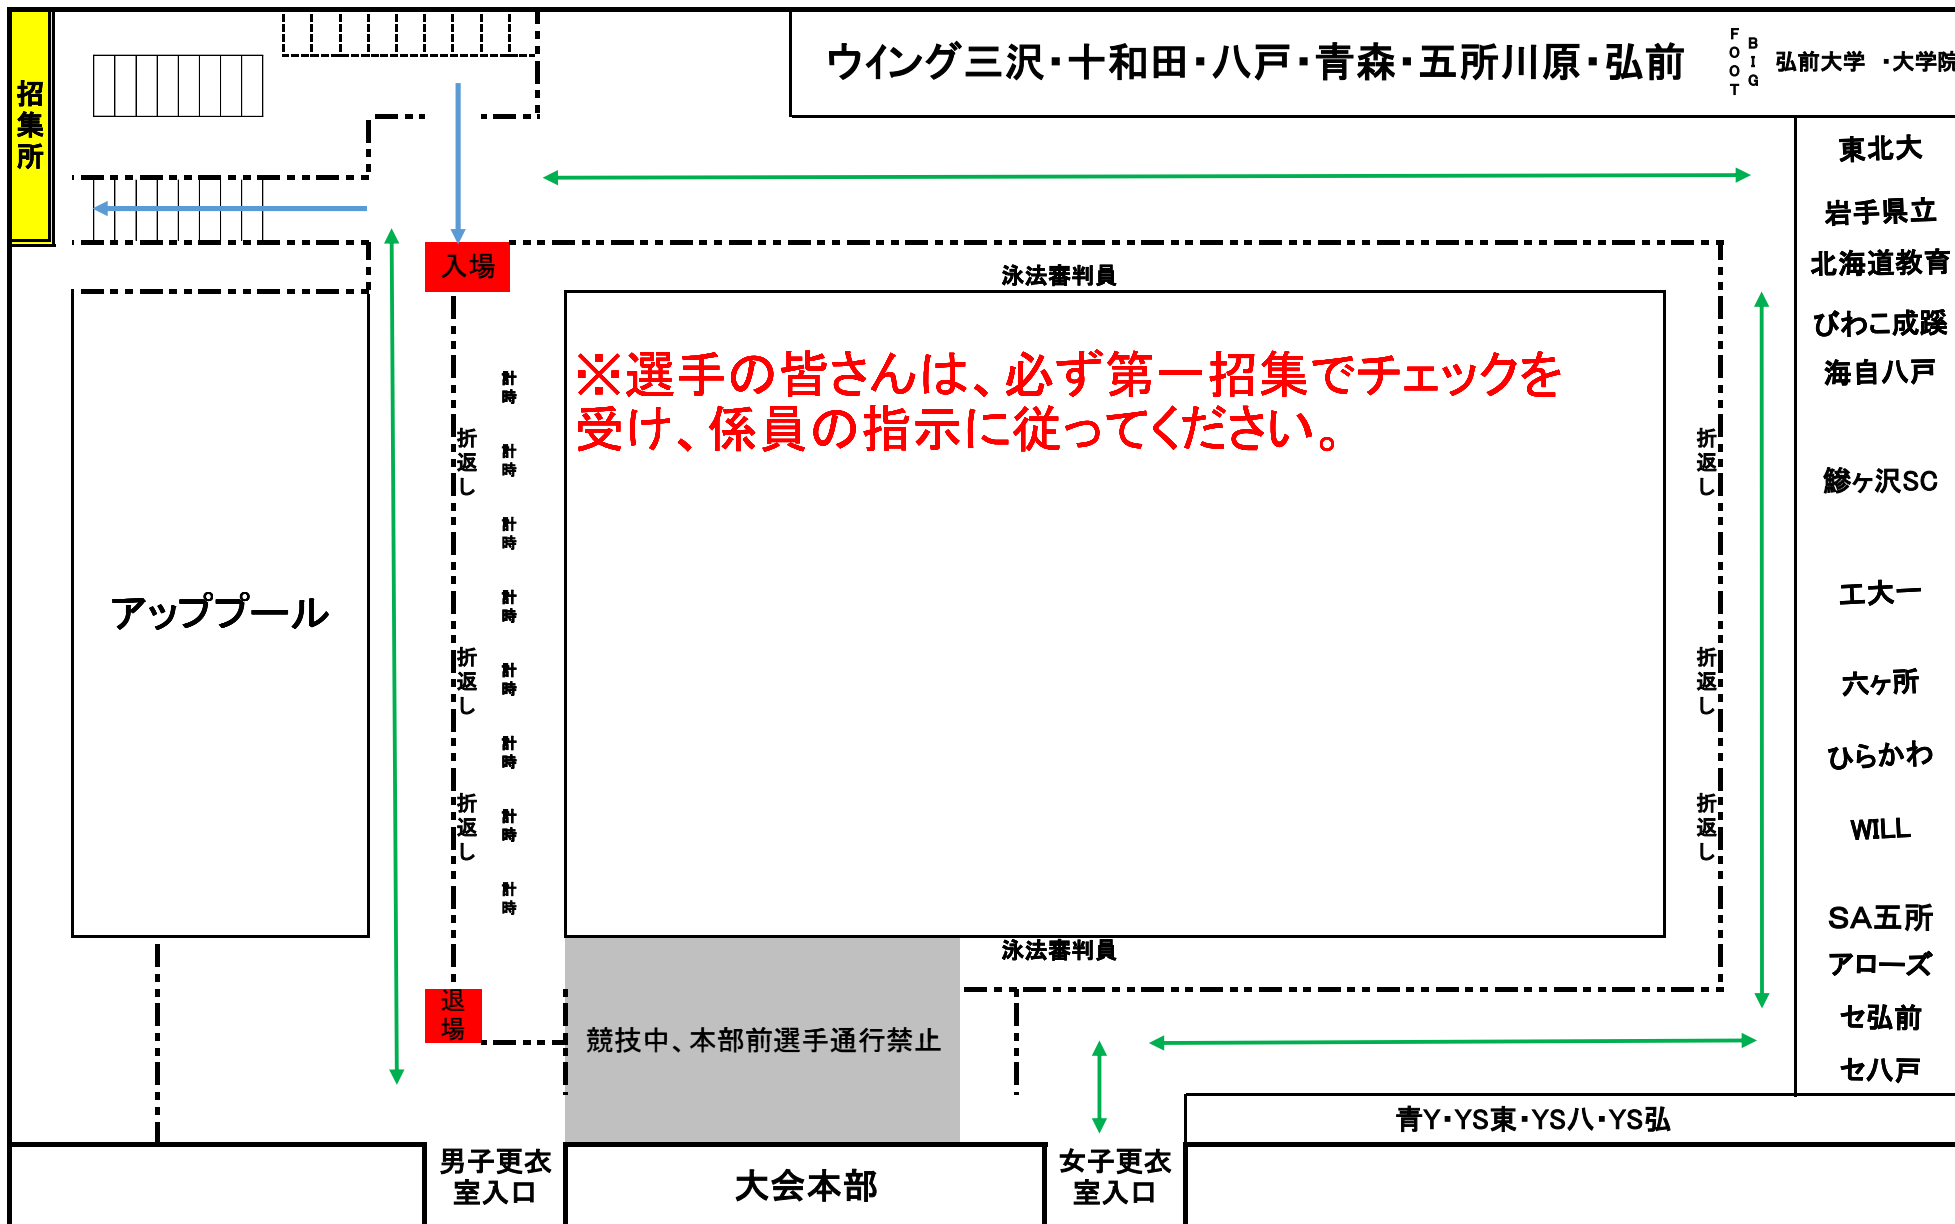 招集所
ウイング三沢・十和田・八戸・青森・五所川原・弘前
BIG
FOOT
弘前大学 ・大学院
東北大
岩手県立
北海道教育
びわこ成蹊
海自八戸
鰺ヶ沢SC
工大一
六ヶ所
ひらかわ
WILL
SA五所
アローズ
セ弘前
セ八戸
入場
泳法審判員
※選手の皆さんは、必ず第一招集でチェックを
受け、係員の指示に従ってください。
計時
計時
計時
計時
計時
計時
計時
計時
折返し
折返し
折返し
折返し
折返し
折返し
アッププール
泳法審判員
退場
競技中、本部前選手通行禁止
青Y・YS東・YS八・YS弘
男子更衣
室入口
大会本部
女子更衣
室入口